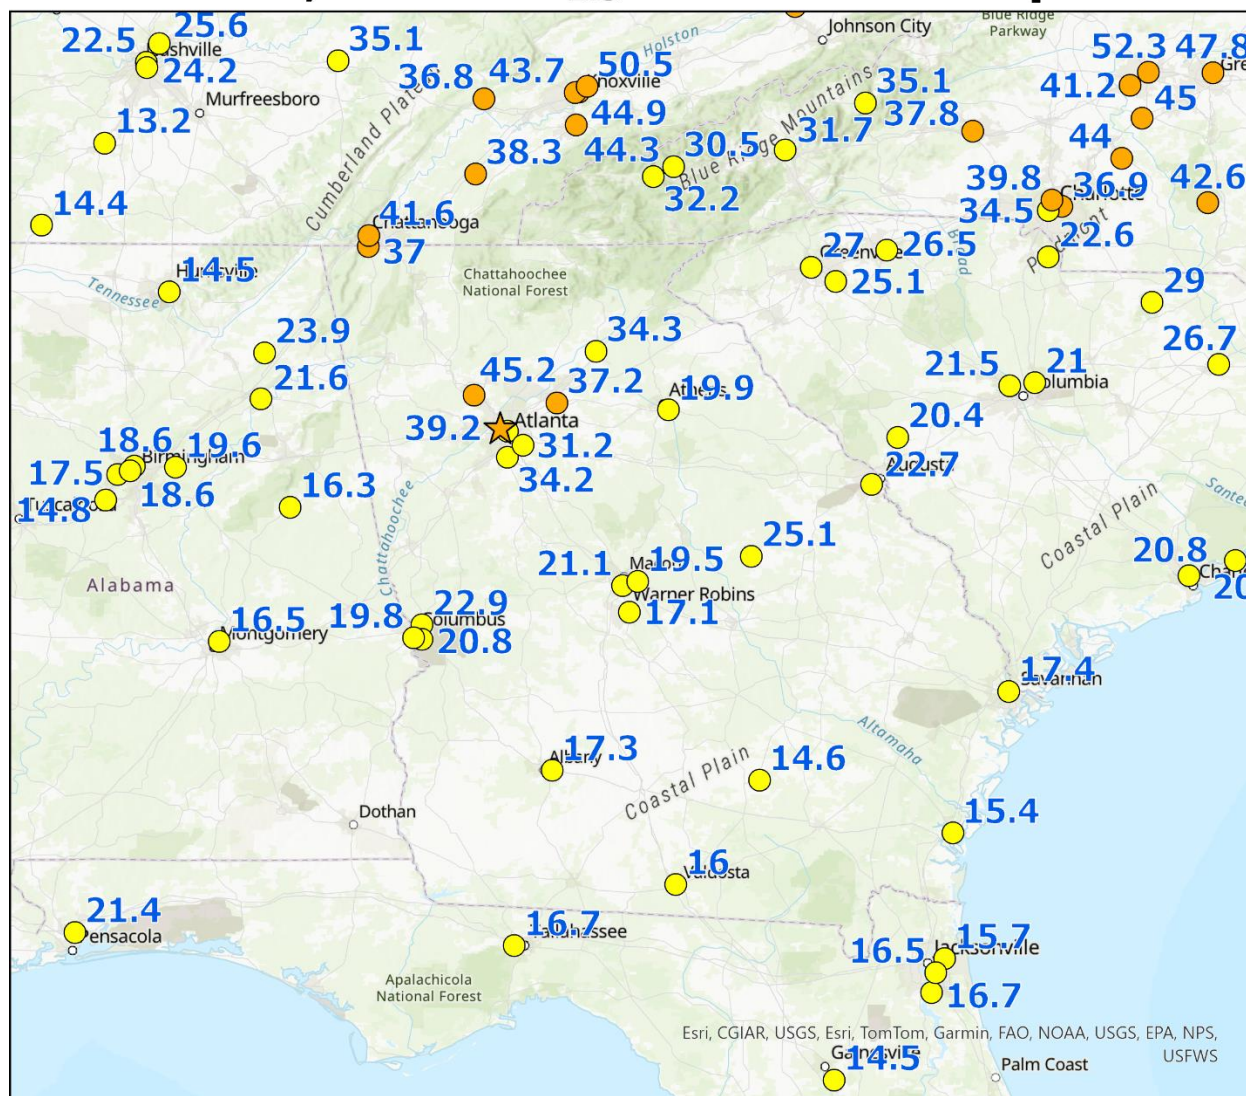 Johnson City
Blue Ridge
Parkway
Holston
25.6
22.5
24.2
35.1
36.8
43.7
50.5
52.3
47.8
41.2
45
Murfreesboro
13.2
Cumberland Plateau
44.9
44.3
38.3
30.5
32.2
Blue Ridge Mountains
31.7
35.1
37.8
44
39.8
36.9
Charlotte
34.5
42.6
14.4
41.6
Chattanooga
37
27
26.5
Greenville
25.1
Broad
22.6
Piedmont
Huntsville
14.5
Tennessee
Chattahoochee
National Forest
29
23.9
34.3
26.7
21.6
45.2
37.2
Athens
19.9
21.5
21
Columbia
39.2
Atlanta
31.2
34.2
20.4
18.6
19.6
Birmingham
17.5
18.6
Augusta
22.7
Tuscaloosa
14.8
16.3
Chattahoochee
Coastal Plain
Alabama
21.1
19.5
Macon
Warner Robins
17.1
25.1
20.8
20
16.5
Montgomery
19.8
22.9
Columbus
20.8
17.4
Savannah
17.3
Albany
14.6
Altamaha
Coastal Plain
Dothan
15.4
16
Valdosta
21.4
Pensacola
16.7
Tallahassee
16.5
15.7
Jacksonville
16.7
Apalachicola
National Forest
Esri, CGIAR, USGS, Esri, TomTom, Garmin, FAO, NOAA, USGS, EPA, NPS,
USFWS
Gainesville
14.5
Palm Coast